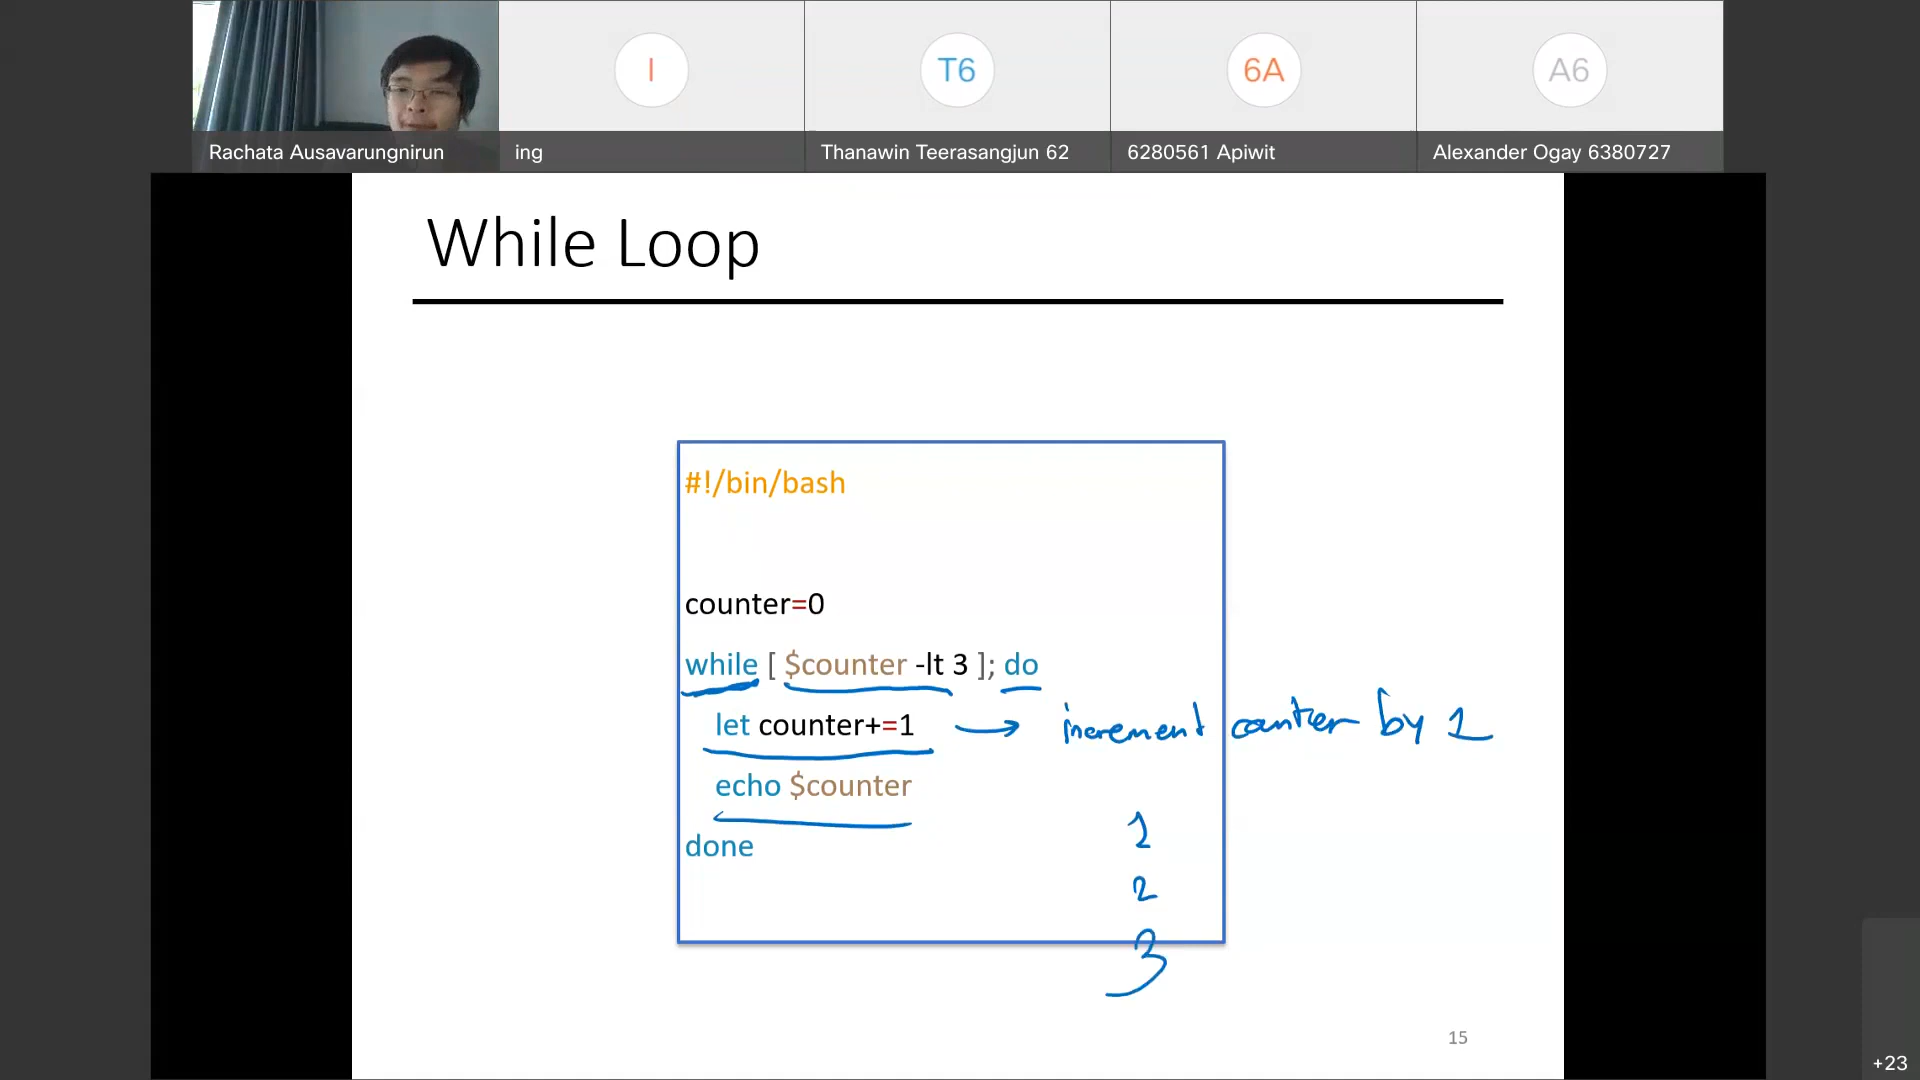 I
T6
6A
A6
Rachata Ausavarungnirun
ing
Thanawin Teerasangjun 62
6280561 Apiwit
Alexander Ogay 6380727
While Loop
#!/bin/bash
counter=0
while [ $counter -lt 3 ]; do
let counter+=1 → increment counter by 1
echo $counter
1
done
2
3
15
+23